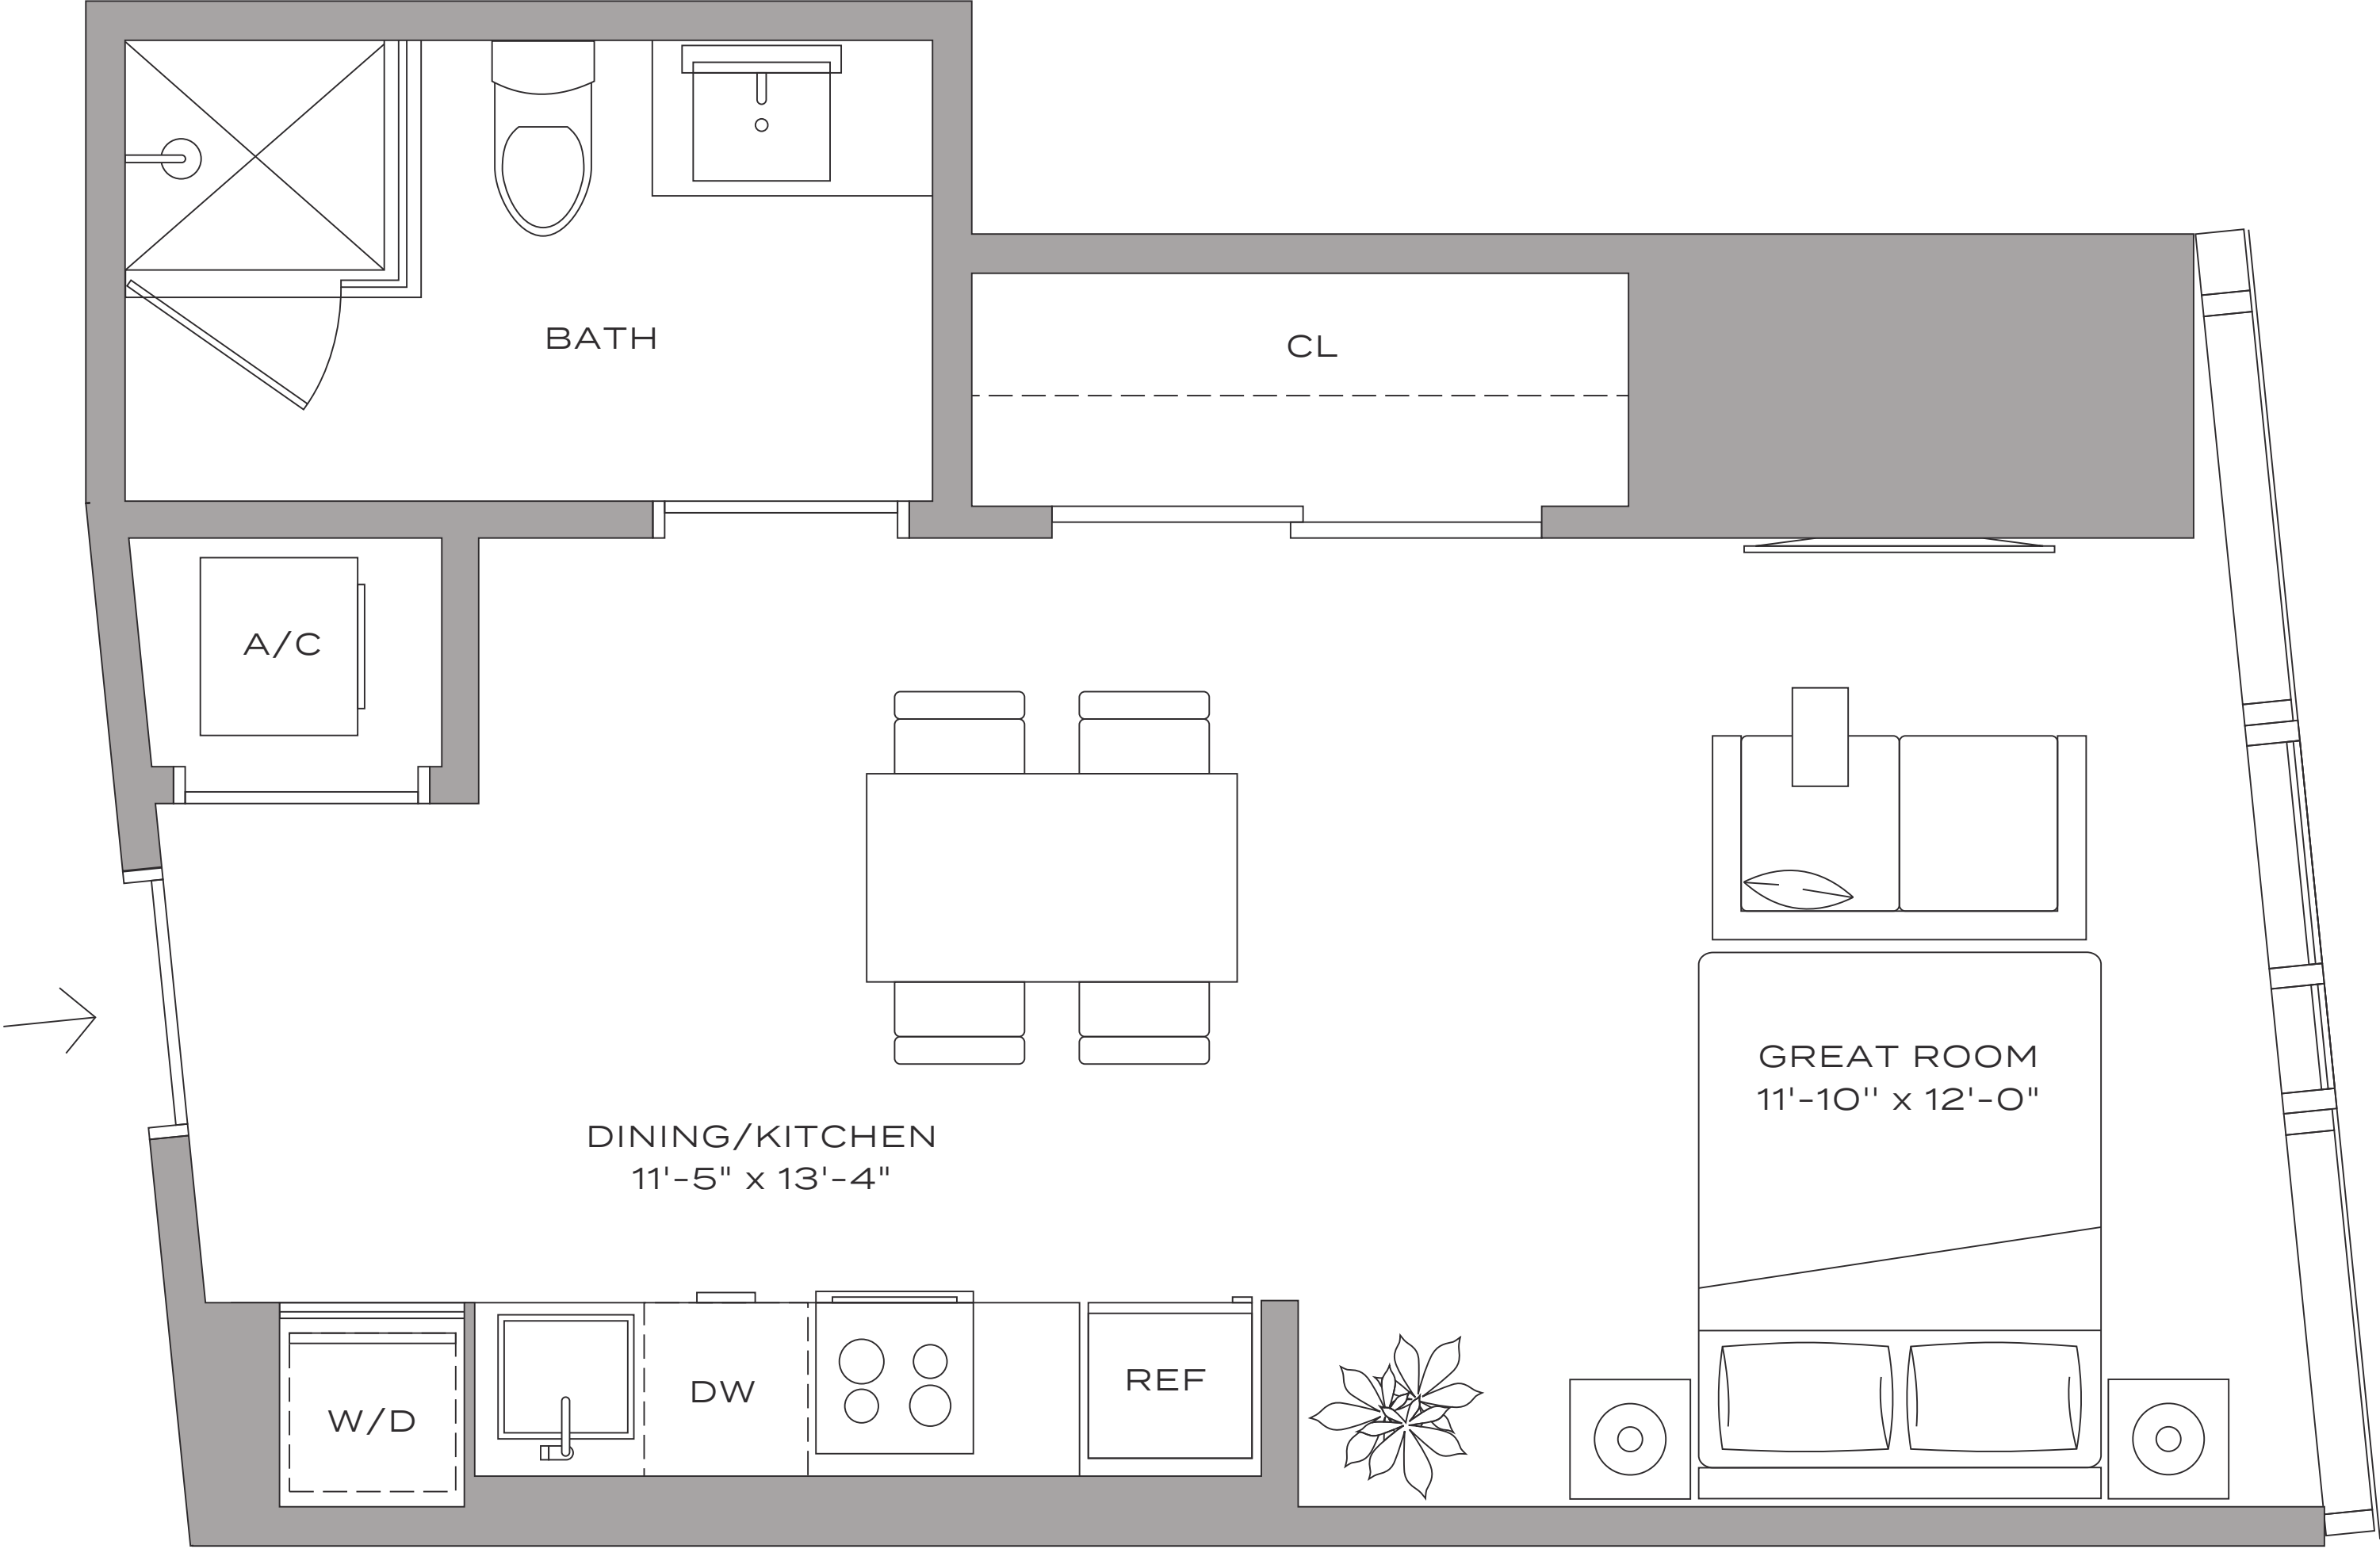 BATH
CL
A/C
GREAT ROOM
11'-10" x 12'-0"
DINING/KITCHEN
11'-5" x 13'-4"
W/D
DW
REF